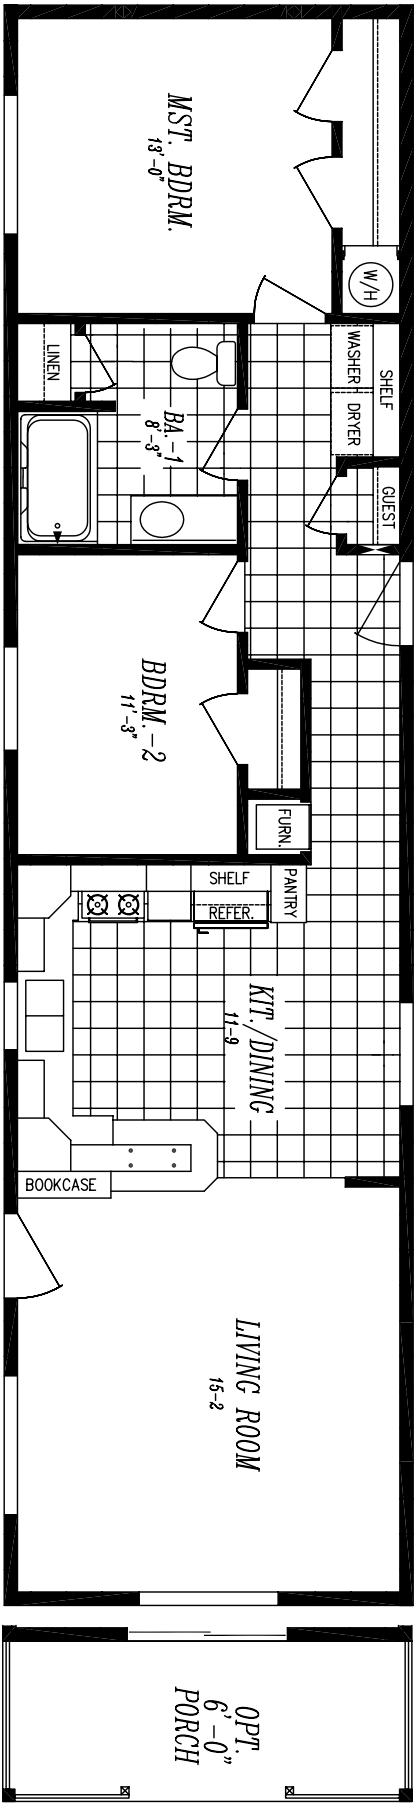 MST. BDRM.
13'-0"
W/H
WASHER
DRYER
SHELF
LINEN
BA.-1
8'-3"
GUEST
BDRM.-2
11'-3"
FURN.
SHELF
REFER.
PANTRY
KIT./DINING
11-9
BOOKCASE
LIVING ROOM
15-2
OPT.
6'-0"
PORCH